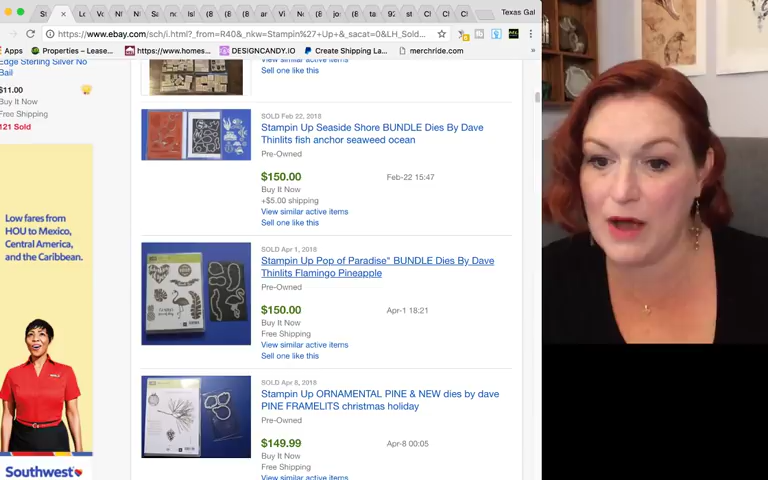 Texas Gal
https://www.ebay.com/sch/i.html?_from=R40&_nkw=Stampin%27+Up+&_sacat=0&LH_Sold...
Apps
Properties – Lease...
https://www.homes...
DESIGNCANDY.IO
Create Shipping La...
merchride.com
»
Edge Sterling Silver No
Bail
$11.00
Buy It Now
Free Shipping
121 Sold
Low fares from
HOU to Mexico,
Central America,
and the Caribbean.
Southwest
View similar active items
Sell one like this
SOLD Feb 22, 2018
Stampin Up Seaside Shore BUNDLE Dies By Dave
Thinlits fish anchor seaweed ocean
Pre-Owned
$150.00
Feb-22 15:47
Buy It Now
+$5.00 shipping
View similar active items
Sell one like this
SOLD Apr 1, 2018
Stampin Up Pop of Paradise" BUNDLE Dies By Dave
Thinlits Flamingo Pineapple
Pre-Owned
$150.00
Apr-1 18:21
Buy It Now
Free Shipping
View similar active items
Sell one like this
SOLD Apr 8, 2018
Stampin Up ORNAMENTAL PINE & NEW dies by dave
PINE FRAMELITS christmas holiday
Pre-Owned
$149.99
Apr-8 00:05
Buy It Now
Free Shipping
View similar active items